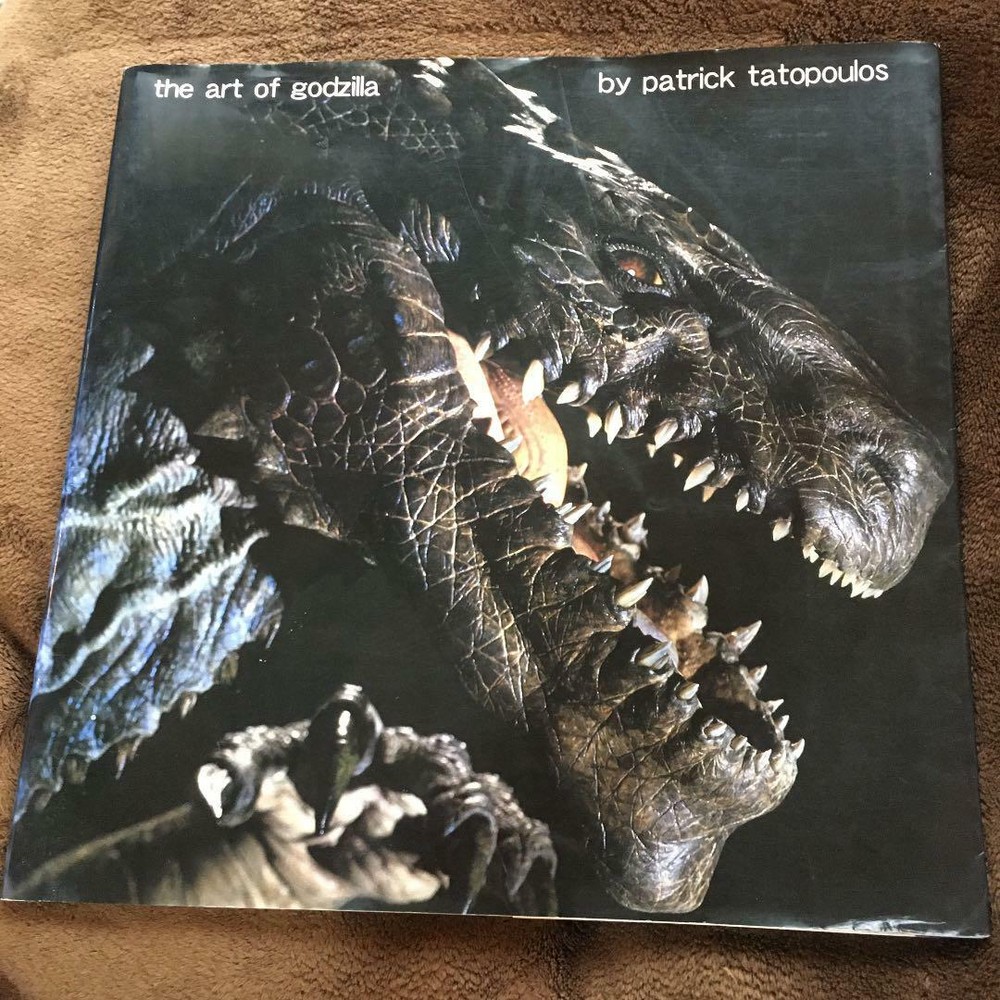 the art of godzilla
by patrick tatopoulos